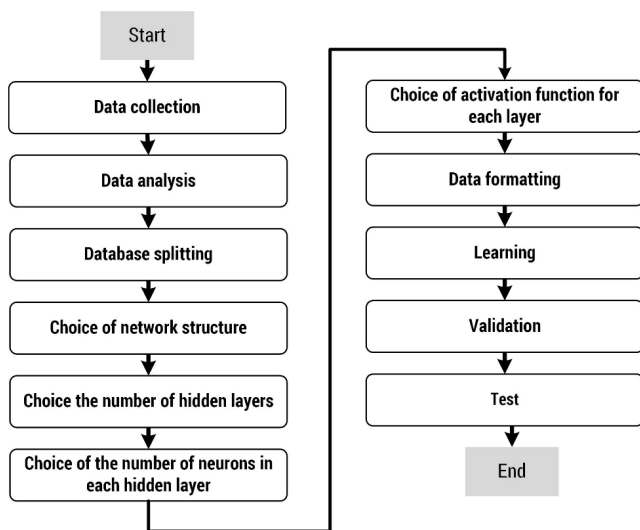 Start
Data collection
Data analysis
Database splitting
Choice of network structure
Choice the number of hidden layers
Choice of the number of neurons in
each hidden layer
Choice of activation function for
each layer
Data formatting
Learning
Validation
Test
End